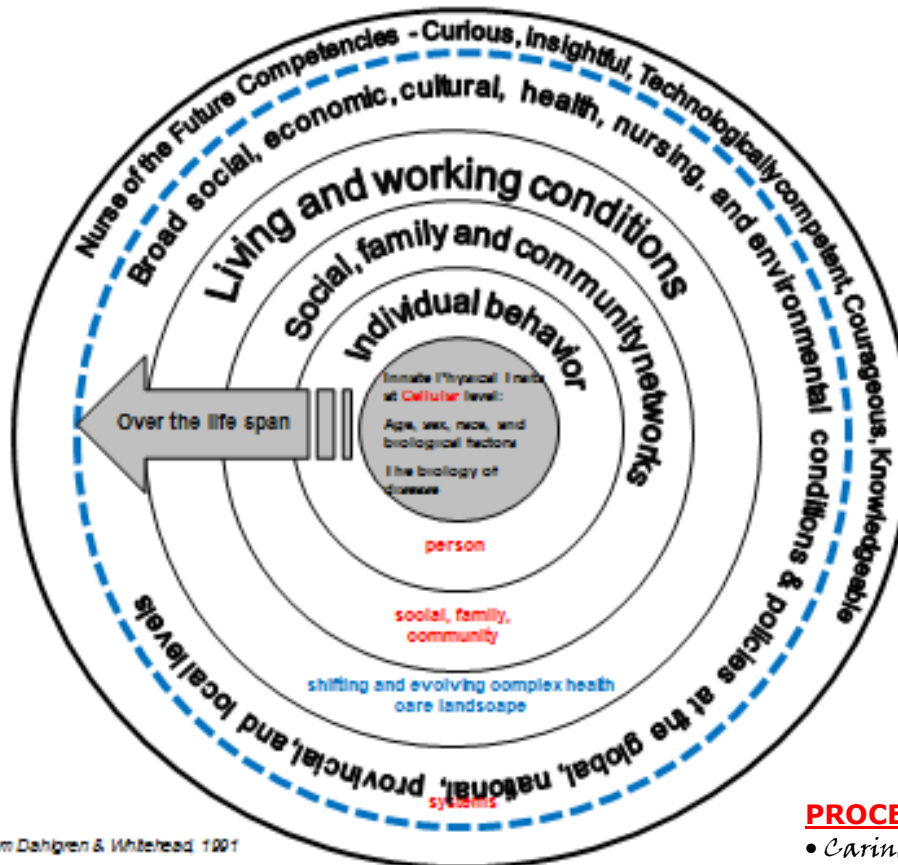 Nurse of the Future Competencies - Curious, Insightful, Technologically competent, Courageous, Knowledgeable
Broad social, economic, cultural, health, nursing, and environmental conditions & policies at the global, national, provincial, and local levels
Living and working conditions
Social, family and community networks
Individual behavior
Innate Physical Traits
at Cellular level:
Age, sex, race, and
biological factors
The biology of
disease
Over the life span
person
social, family,
community
shifting and evolving complex health
care landscape
systems
m Dahlgren & Whitehead, 1991
PROCE
• Carin